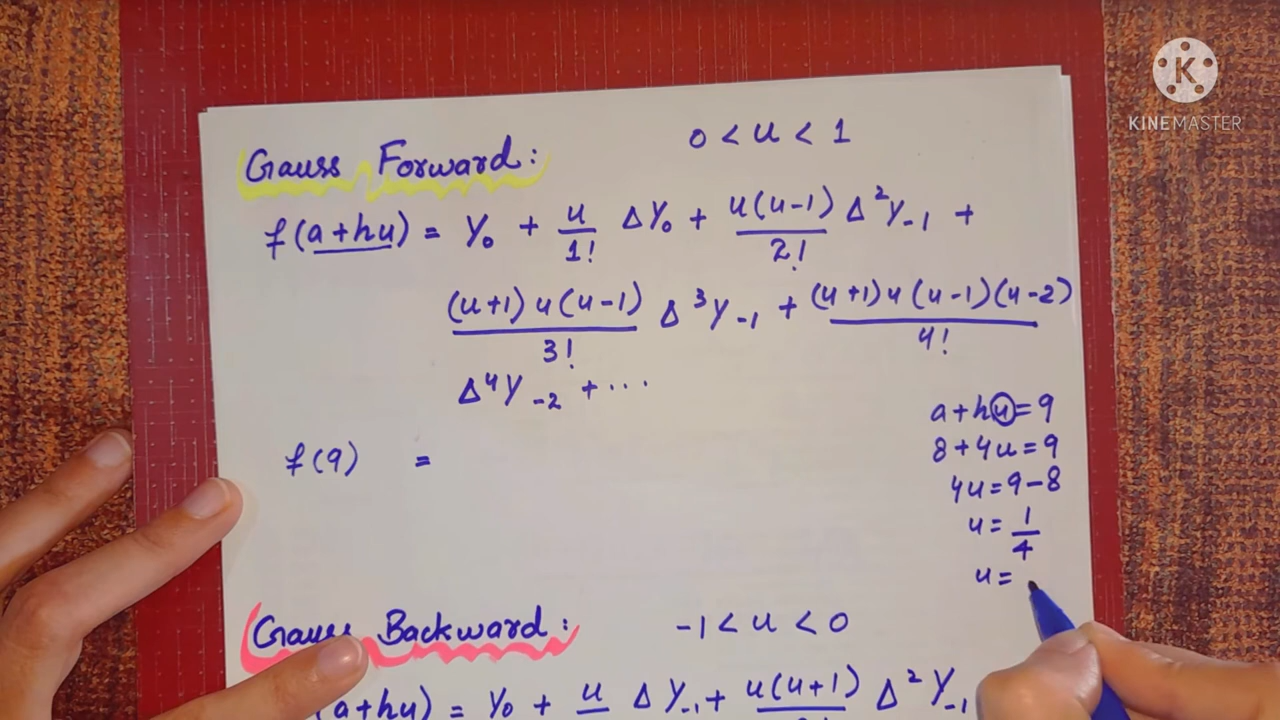 KINEMASTER
Gauss Forward: 0 < u < 1
f(a+hu) = Y₀ + u/1! ΔY₀ + u(u-1)/2! Δ²Y₋₁ +
(u+1)u(u-1)/3! Δ³Y₋₁ + (u+1)u(u-1)(u-2)/4!
Δ⁴Y₋₂ + ...
f(9) =
a+hu=9
8+4u=9
4u=9-8
u=1/4
u=
Gauss Backward: -1 < u < 0
(a+hu) = Y₀ + u ΔY₋₁ + u(u+1) Δ²Y₋₁